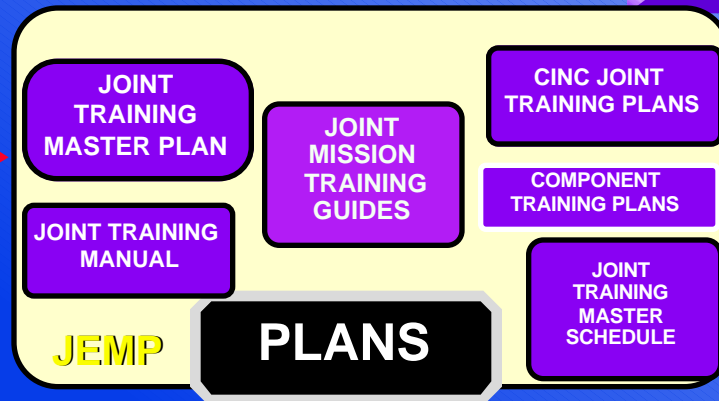 JOINT
TRAINING
MASTER PLAN
JOINT TRAINING
MANUAL
JOINT
MISSION
TRAINING
GUIDES
CINC JOINT
TRAINING PLANS
COMPONENT
TRAINING PLANS
JOINT
TRAINING
MASTER
SCHEDULE
JEMP
PLANS